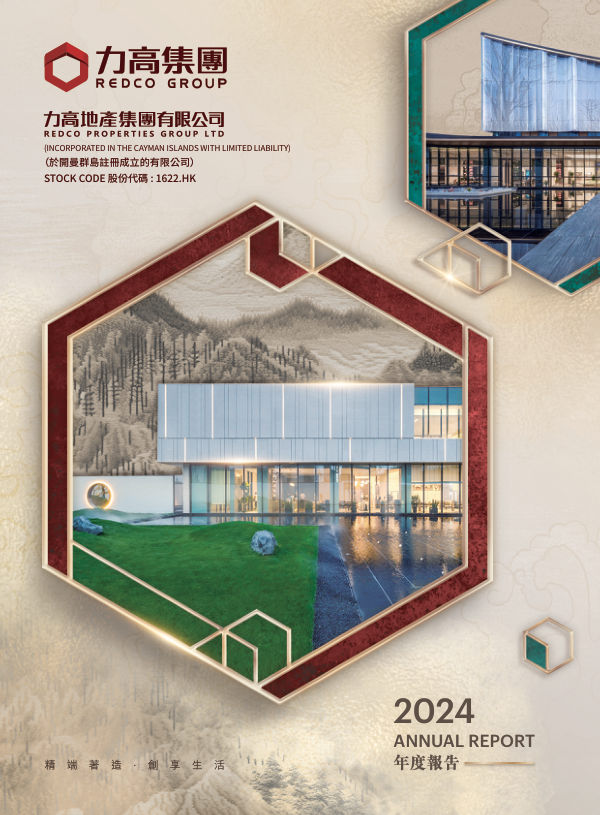 力高集團
REDCO GROUP
力高地產集團有限公司
REDCO PROPERTIES GROUP LTD
(INCORPORATED IN THE CAYMAN ISLANDS WITH LIMITED LIABILITY)
(於開曼群島註冊成立的有限公司)
STOCK CODE 股份代碼 : 1622.HK
2024
ANNUAL REPORT
年度報告
精端著造·創享生活